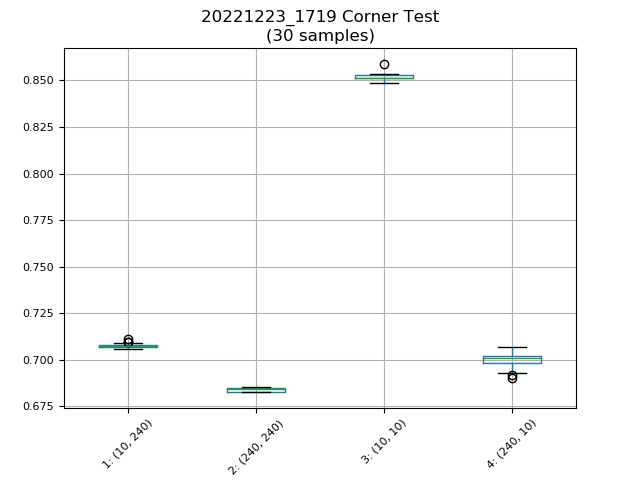 20221223_1719 Corner Test
(30 samples)
0.850
0.825
0.800
0.775
0.750
0.725
0.700
0.675
1: (10, 240)
2: (240, 240)
3: (10, 10)
4: (240, 10)